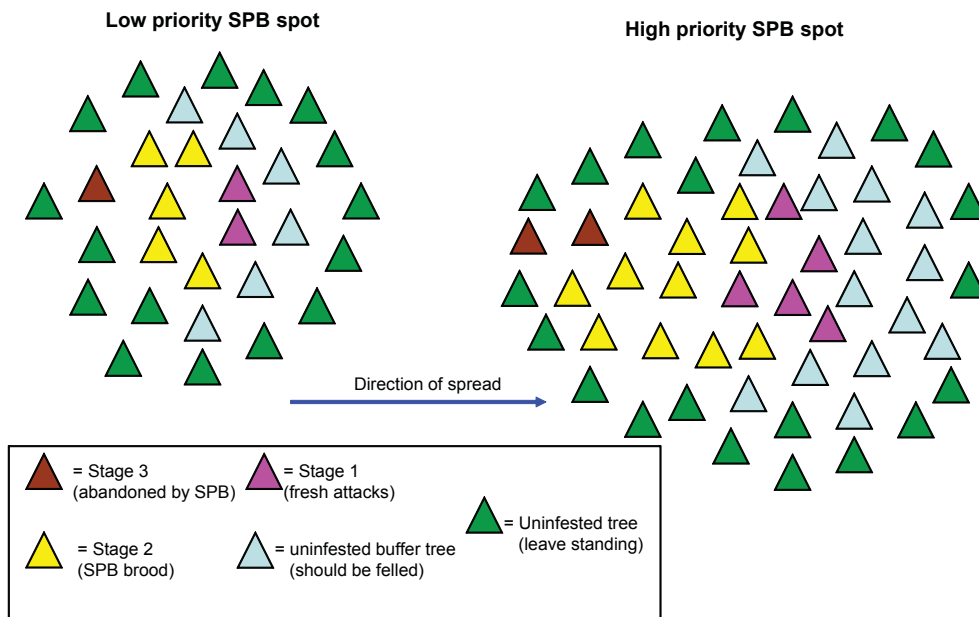 Low priority SPB spot
High priority SPB spot
Direction of spread
= Stage 3
(abandoned by SPB)
= Stage 1
(fresh attacks)
= Uninfested tree
(leave standing)
= Stage 2
(SPB brood)
= uninfested buffer tree
(should be felled)